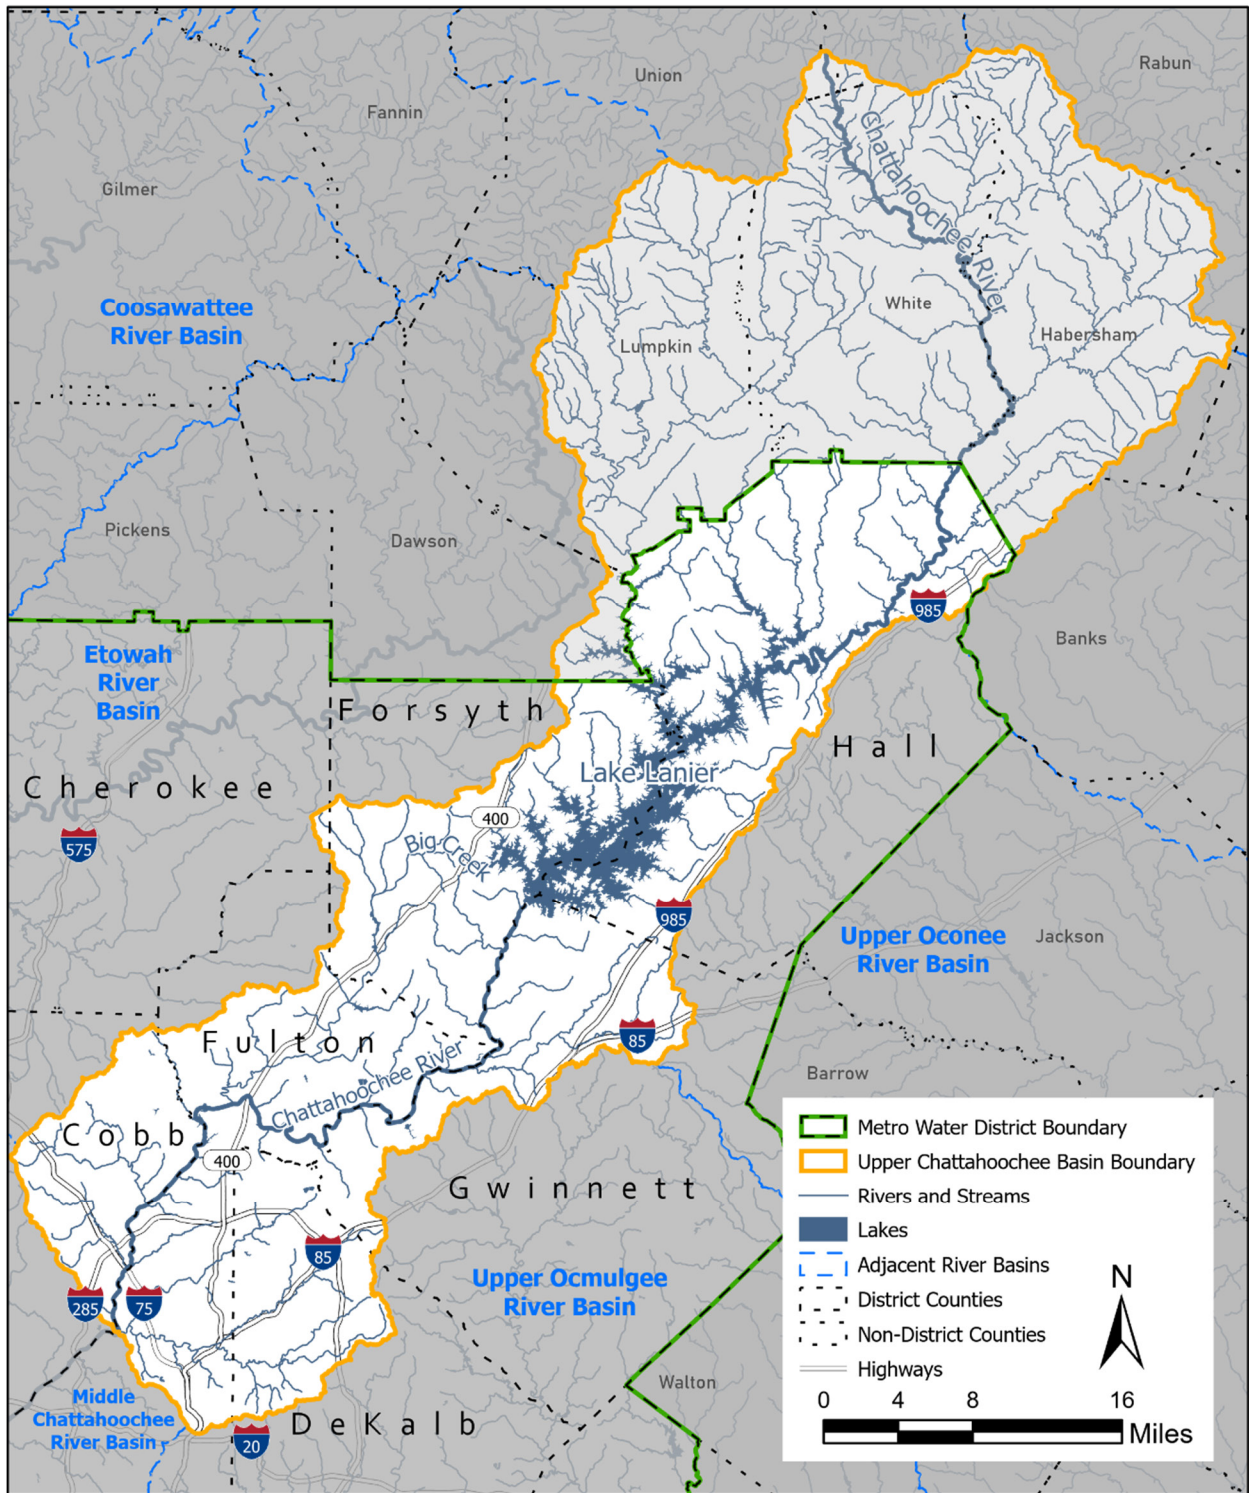 Union
Rabun
Fannin
Gilmer
Chattahoochee River
Coosawattee
River Basin
White
Lumpkin
Habersham
Pickens
Dawson
985
Banks
Etowah
River
Basin
Forsyth
Hall
Lake Lanier
Cherokee
400
575
Big Creek
985
Upper Oconee
River Basin
Jackson
85
Fulton
Chattahoochee River
Barrow
Cobb
400
Gwinnett
85
Upper Ocmulgee
River Basin
285
75
Walton
Middle
Chattahoochee
River Basin
DeKalb
20
Metro Water District Boundary
Upper Chattahoochee Basin Boundary
Rivers and Streams
Lakes
Adjacent River Basins
District Counties
Non-District Counties
Highways
N
0 4 8 16
Miles